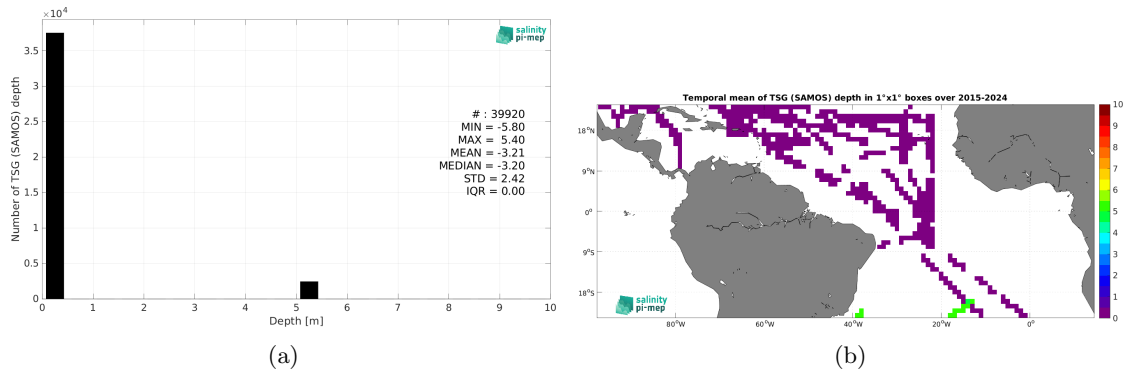 ×10⁴
3.5
3
2.5
2
1.5
1
0.5
0
Number of TSG (SAMOS) depth
0 1 2 3 4 5 6 7 8 9 10
Depth [m]
salinity
pi-mep
# : 39920
MIN = -5.80
MAX = 5.40
MEAN = -3.21
MEDIAN = -3.20
STD = 2.42
IQR = 0.00
(a)
Temporal mean of TSG (SAMOS) depth in 1°x1° boxes over 2015-2024
18°N
9°N
0°
9°S
18°S
80°W 60°W 40°W 20°W 0°
salinity
pi-mep
10
9
8
7
6
5
4
3
2
1
0
(b)